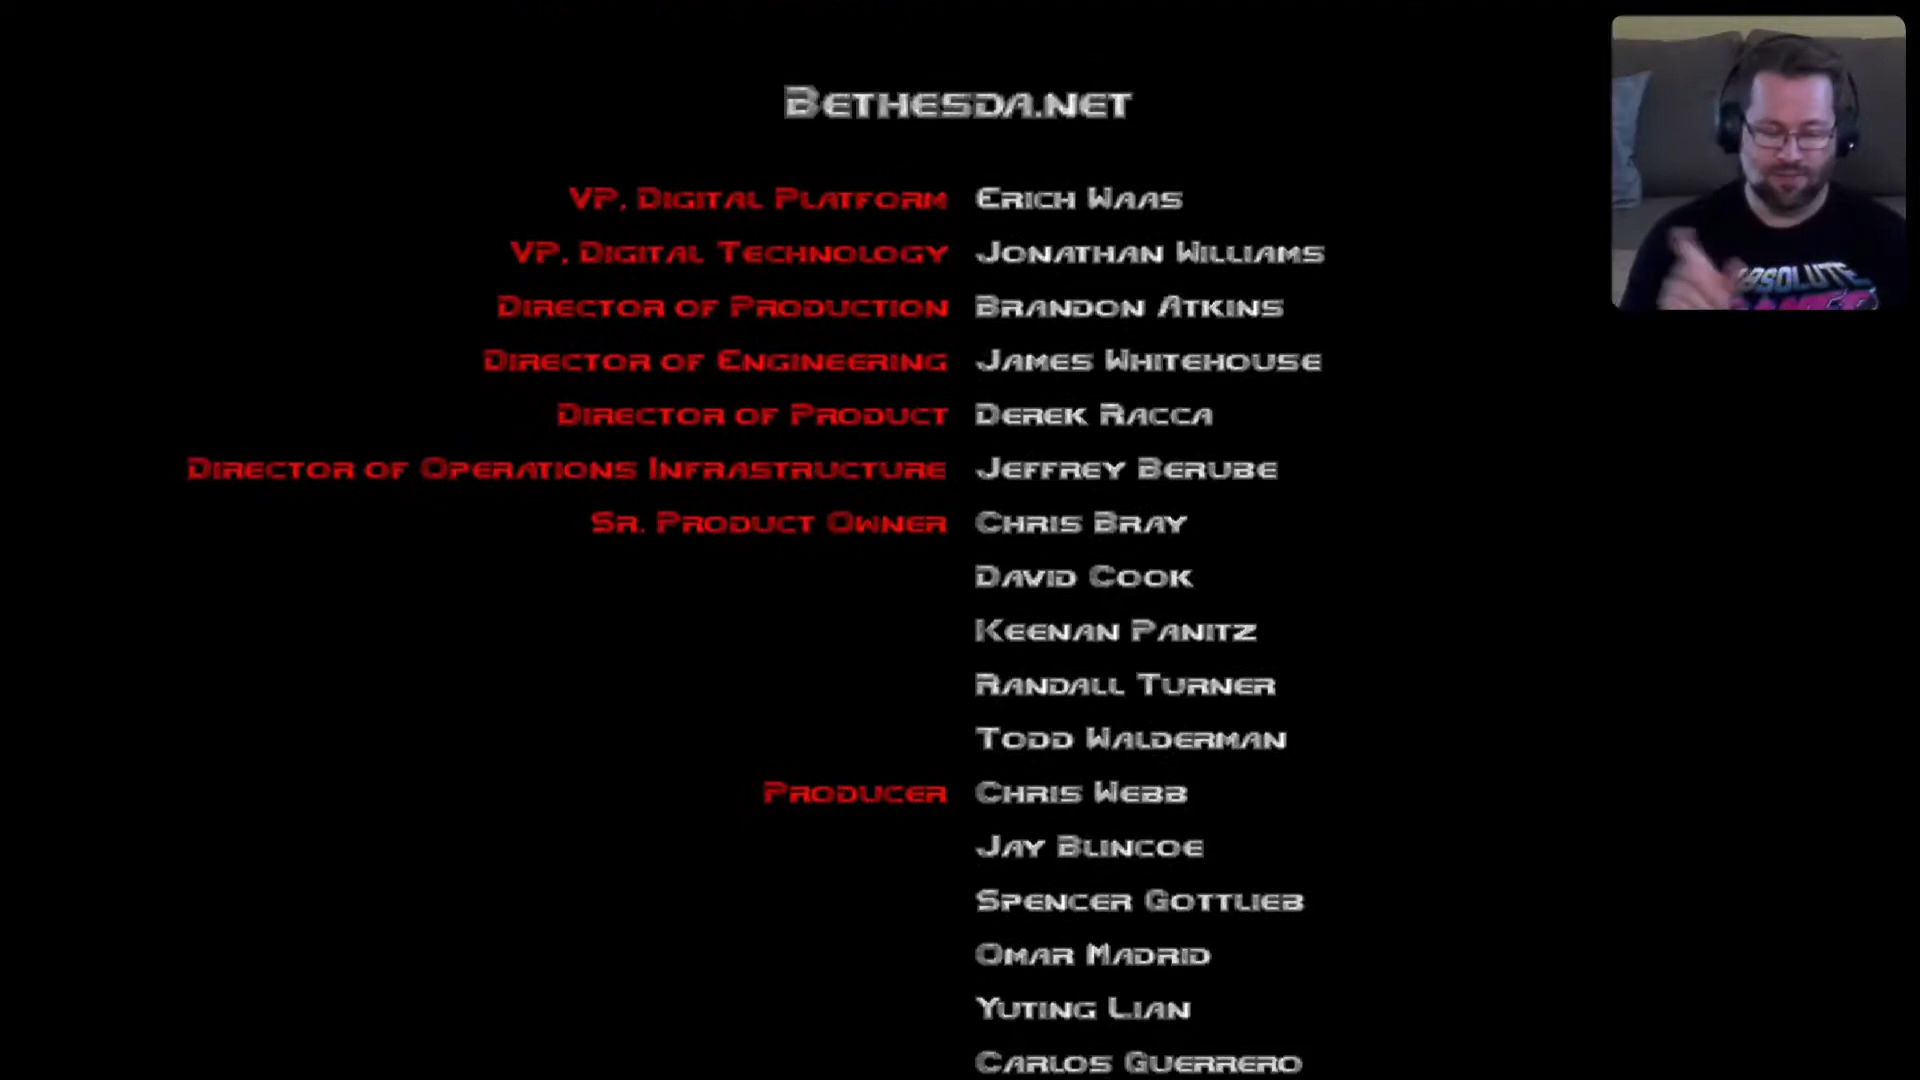 Bethesda.net
VP, Digital Platform Erich Waas
VP, Digital Technology Jonathan Williams
Director of Production Brandon Atkins
Director of Engineering James Whitehouse
Director of Product Derek Racca
Director of Operations Infrastructure Jeffrey Berube
Sr. Product Owner Chris Bray
David Cook
Keenan Panitz
Randall Turner
Todd Walderman
Producer Chris Webb
Jay Blincoe
Spencer Gottlieb
Omar Madrid
Yuting Lian
Carlos Guerrero
ABSOLUTE